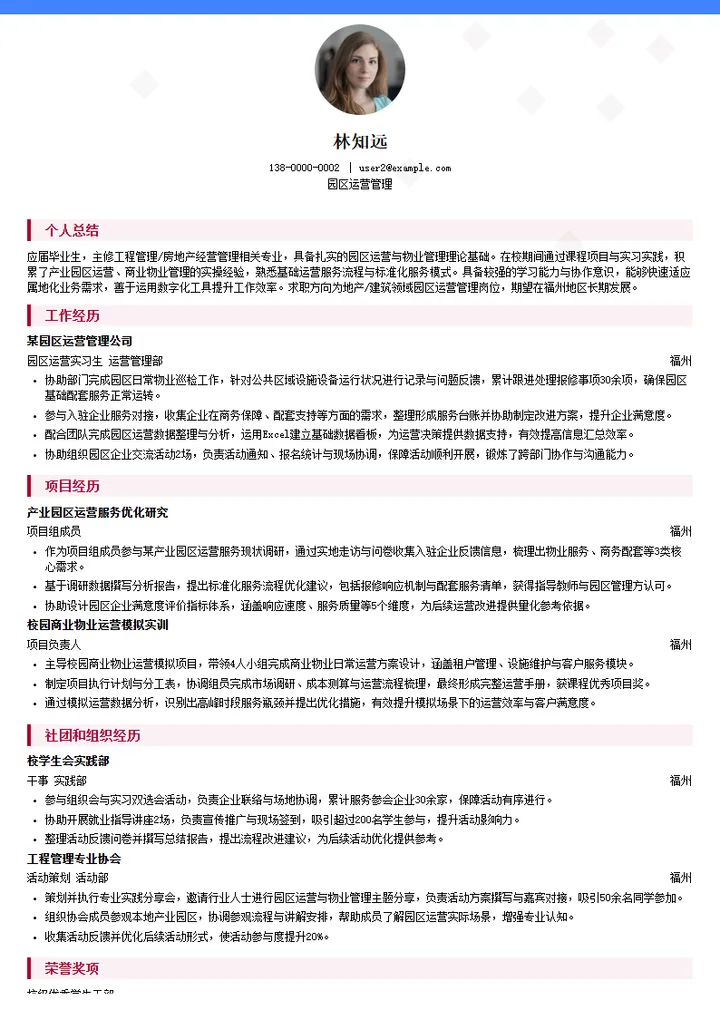 林知远
138-0000-0002 | user2@example.com
园区运营管理
个人总结
应届毕业生，主修工程管理/房地产经营管理相关专业，具备扎实的园区运营与物业管理理论基础。在校期间通过课程项目与实习实践，积
累了产业园区运营、商业物业管理的实操经验，熟悉基础运营服务流程与标准化服务模式。具备较强的学习能力与协作意识，能够快速适应
属地化业务需求，善于运用数字化工具提升工作效率。求职方向为地产/建筑领域园区运营管理岗位，期望在福州地区长期发展。
工作经历
某园区运营管理公司
园区运营实习生 运营管理部 福州
• 协助部门完成园区日常物业巡检工作，针对公共区域设施设备运行状况进行记录与问题反馈，累计跟进处理报修事项30余项，确保园区
基础配套服务正常运转。
• 参与入驻企业服务对接，收集企业在商务保障、配套支持等方面的需求，整理形成服务台账并协助制定改进方案，提升企业满意度。
• 配合团队完成园区运营数据整理与分析，运用Excel建立基础数据看板，为运营决策提供数据支持，有效提高信息汇总效率。
• 协助组织园区企业交流活动2场，负责活动通知、报名统计与现场协调，保障活动顺利开展，锻炼了跨部门协作与沟通能力。
项目经历
产业园区运营服务优化研究
项目组成员 福州
• 作为项目组成员参与某产业园区运营服务现状调研，通过实地走访与问卷收集入驻企业反馈信息，梳理出物业服务、商务配套等3类核
心需求。
• 基于调研数据撰写分析报告，提出标准化服务流程优化建议，包括报修响应机制与配套服务清单，获得指导教师与园区管理方认可。
• 协助设计园区企业满意度评价指标体系，涵盖响应速度、服务质量等5个维度，为后续运营改进提供量化参考依据。
校园商业物业运营模拟实训
项目负责人 福州
• 主导校园商业物业运营模拟项目，带领4人小组完成商业物业日常运营方案设计，涵盖租户管理、设施维护与客户服务模块。
• 制定项目执行计划与分工表，协调组员完成市场调研、成本测算与运营流程梳理，最终形成完整运营手册，获课程优秀项目奖。
• 通过模拟运营数据分析，识别出高峰时段服务瓶颈并提出优化措施，有效提升模拟场景下的运营效率与客户满意度。
社团和组织经历
校学生会实践部
干事 实践部 福州
• 参与组织会与实习双选会活动，负责企业联络与场地协调，累计服务参会企业30余家，保障活动有序进行。
• 协助开展就业指导讲座2场，负责宣传推广与现场签到，吸引超过200名学生参与，提升活动影响力。
• 整理活动反馈问卷并撰写总结报告，提出流程改进建议，为后续活动优化提供参考。
工程管理专业协会
活动策划 活动部 福州
• 策划并执行专业实践分享会，邀请行业人士进行园区运营与物业管理主题分享，负责活动方案撰写与嘉宾对接，吸引50余名同学参加。
• 组织协会成员参观本地产业园区，协调参观流程与讲解安排，帮助成员了解园区运营实际场景，增强专业认知。
• 收集活动反馈并优化后续活动形式，使活动参与度提升20%。
荣誉奖项